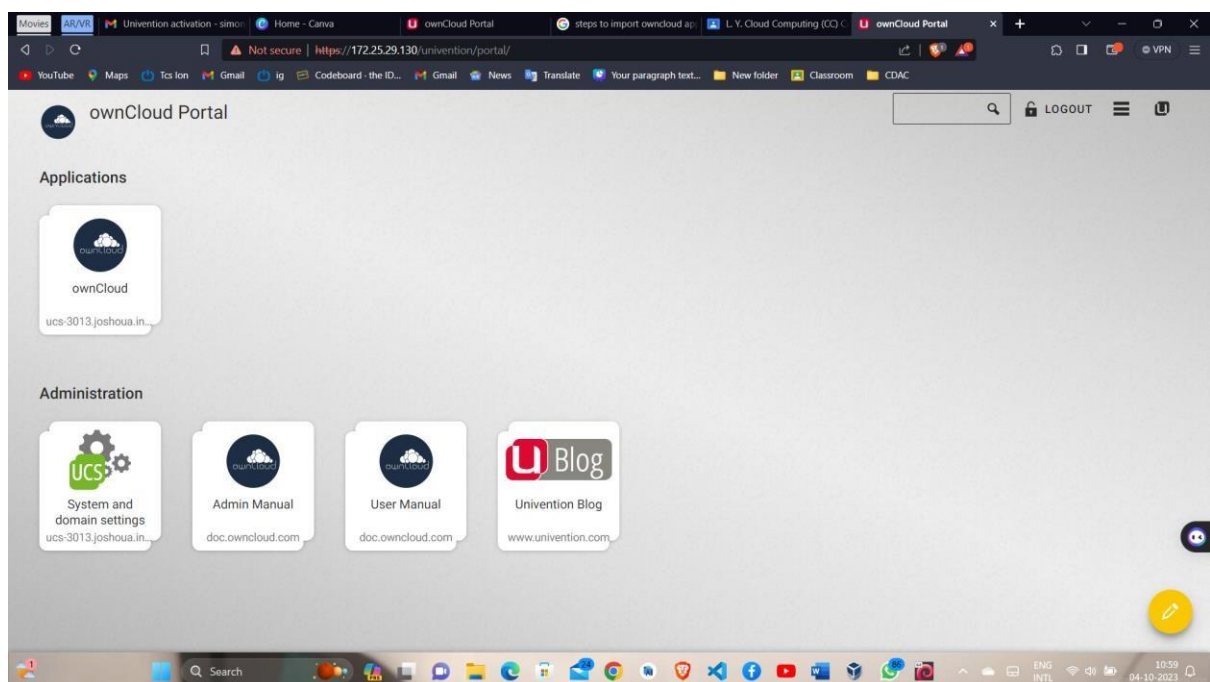 Movies
AR/VR
Univention activation - simon
Home - Canva
ownCloud Portal
steps to import owncloud ap
L. Y. Cloud Computing (CC) C
ownCloud Portal
Not secure | https://172.25.29.130/univention/portal/
VPN
YouTube
Maps
Tcs Ion
Gmail
ig
Codeboard - the ID...
Gmail
News
Translate
Your paragraph text...
New folder
Classroom
CDAC
ownCloud Portal
LOGOUT
Applications
ownCloud
ownCloud
ucs-3013.joshoua.in...
Administration
UCS
ownCloud
ownCloud
U Blog
System and
domain settings
ucs-3013.joshoua.in...
Admin Manual
doc.owncloud.com
User Manual
doc.owncloud.com
Univention Blog
www.univention.com
Search
ENG
INTL
10:59
04-10-2023